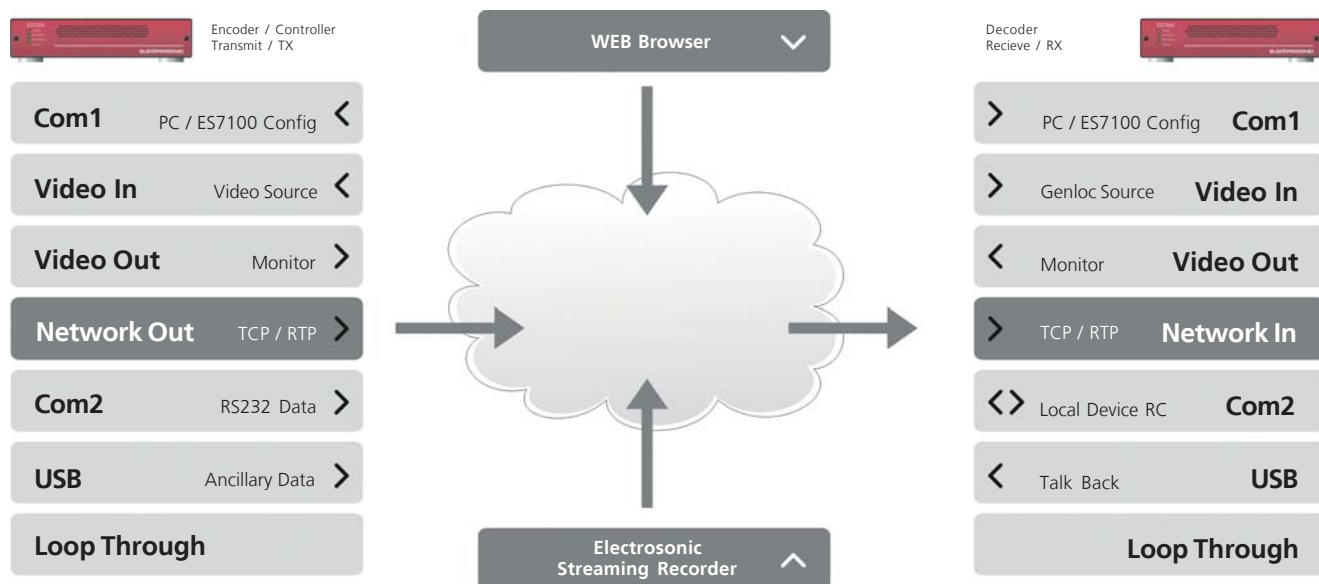 Encoder / Controller
Transmit / TX
ELECTROSONIC
Com1 PC / ES7100 Config
Video In Video Source
Video Out Monitor
Network Out TCP / RTP
Com2 RS232 Data
USB Ancillary Data
Loop Through
WEB Browser
Electrosonic
Streaming Recorder
Decoder
Recieve / RX
ELECTROSONIC
PC / ES7100 Config Com1
Genloc Source Video In
Monitor Video Out
TCP / RTP Network In
Local Device RC Com2
Talk Back USB
Loop Through